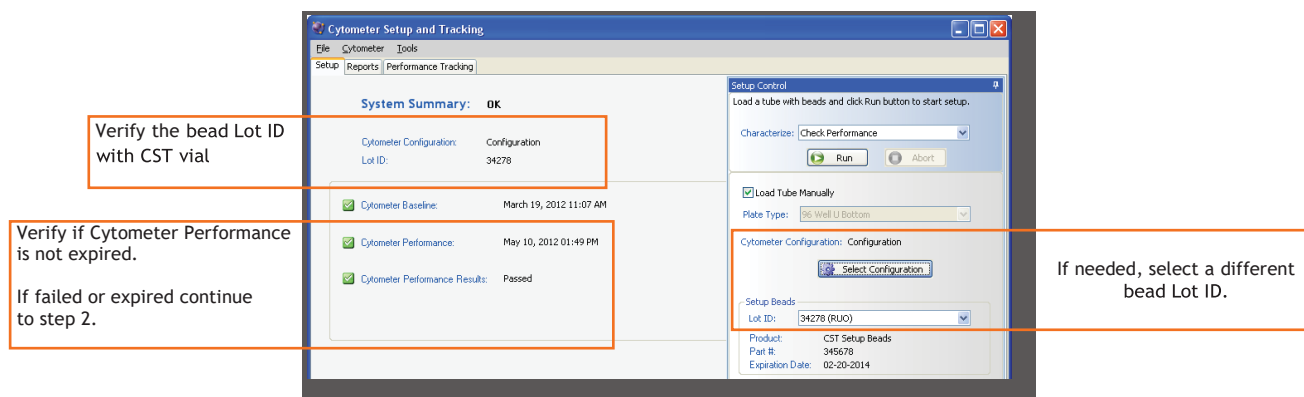 Cytometer Setup and Tracking
File Cytometer Tools
Setup Reports Performance Tracking
System Summary: OK
Verify the bead Lot ID
with CST vial
Cytometer Configuration: Configuration
Lot ID: 34278
Cytometer Baseline: March 19, 2012 11:07 AM
Verify if Cytometer Performance
is not expired.
If failed or expired continue
to step 2.
Cytometer Performance: May 10, 2012 01:49 PM
Cytometer Performance Results: Passed
Setup Control
Load a tube with beads and click Run button to start setup.
Characterize: Check Performance
Run Abort
Load Tube Manually
Plate Type: 96 Well U Bottom
Cytometer Configuration: Configuration
Select Configuration
Setup Beads
Lot ID: 34278 (RUO)
Product: CST Setup Beads
Part #: 345678
Expiration Date: 02-20-2014
If needed, select a different
bead Lot ID.